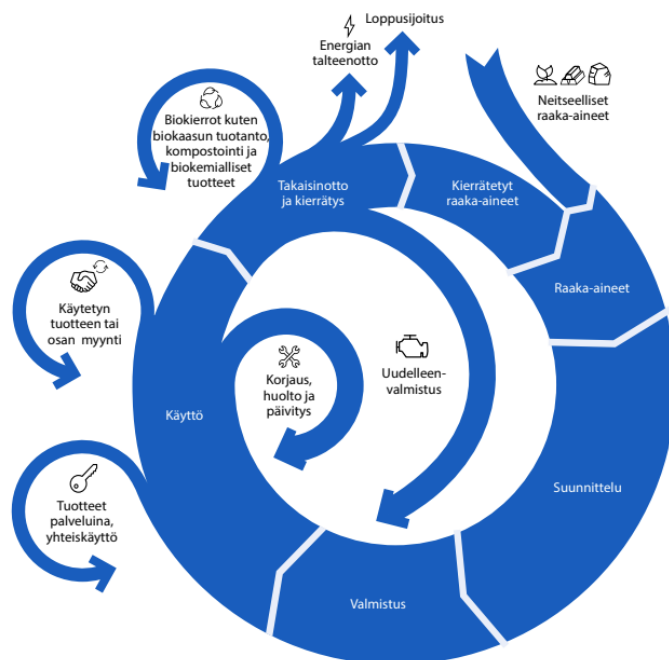 Loppusijoitus
Energian
talteenotto
Neitseelliset
raaka-aineet
Biokierrot kuten
biokaasun tuotanto,
kompostointi ja
biokemialliset
tuotteet
Takaisinotto
ja kierrätys
Kierrätetyt
raaka-aineet
Raaka-aineet
Käytetyn
tuotteen tai
osan myynti
Korjaus,
huolto ja
päivitys
Uudelleen-
valmistus
Käyttö
Suunnittelu
Tuotteet
palveluina,
yhteiskäyttö
Valmistus